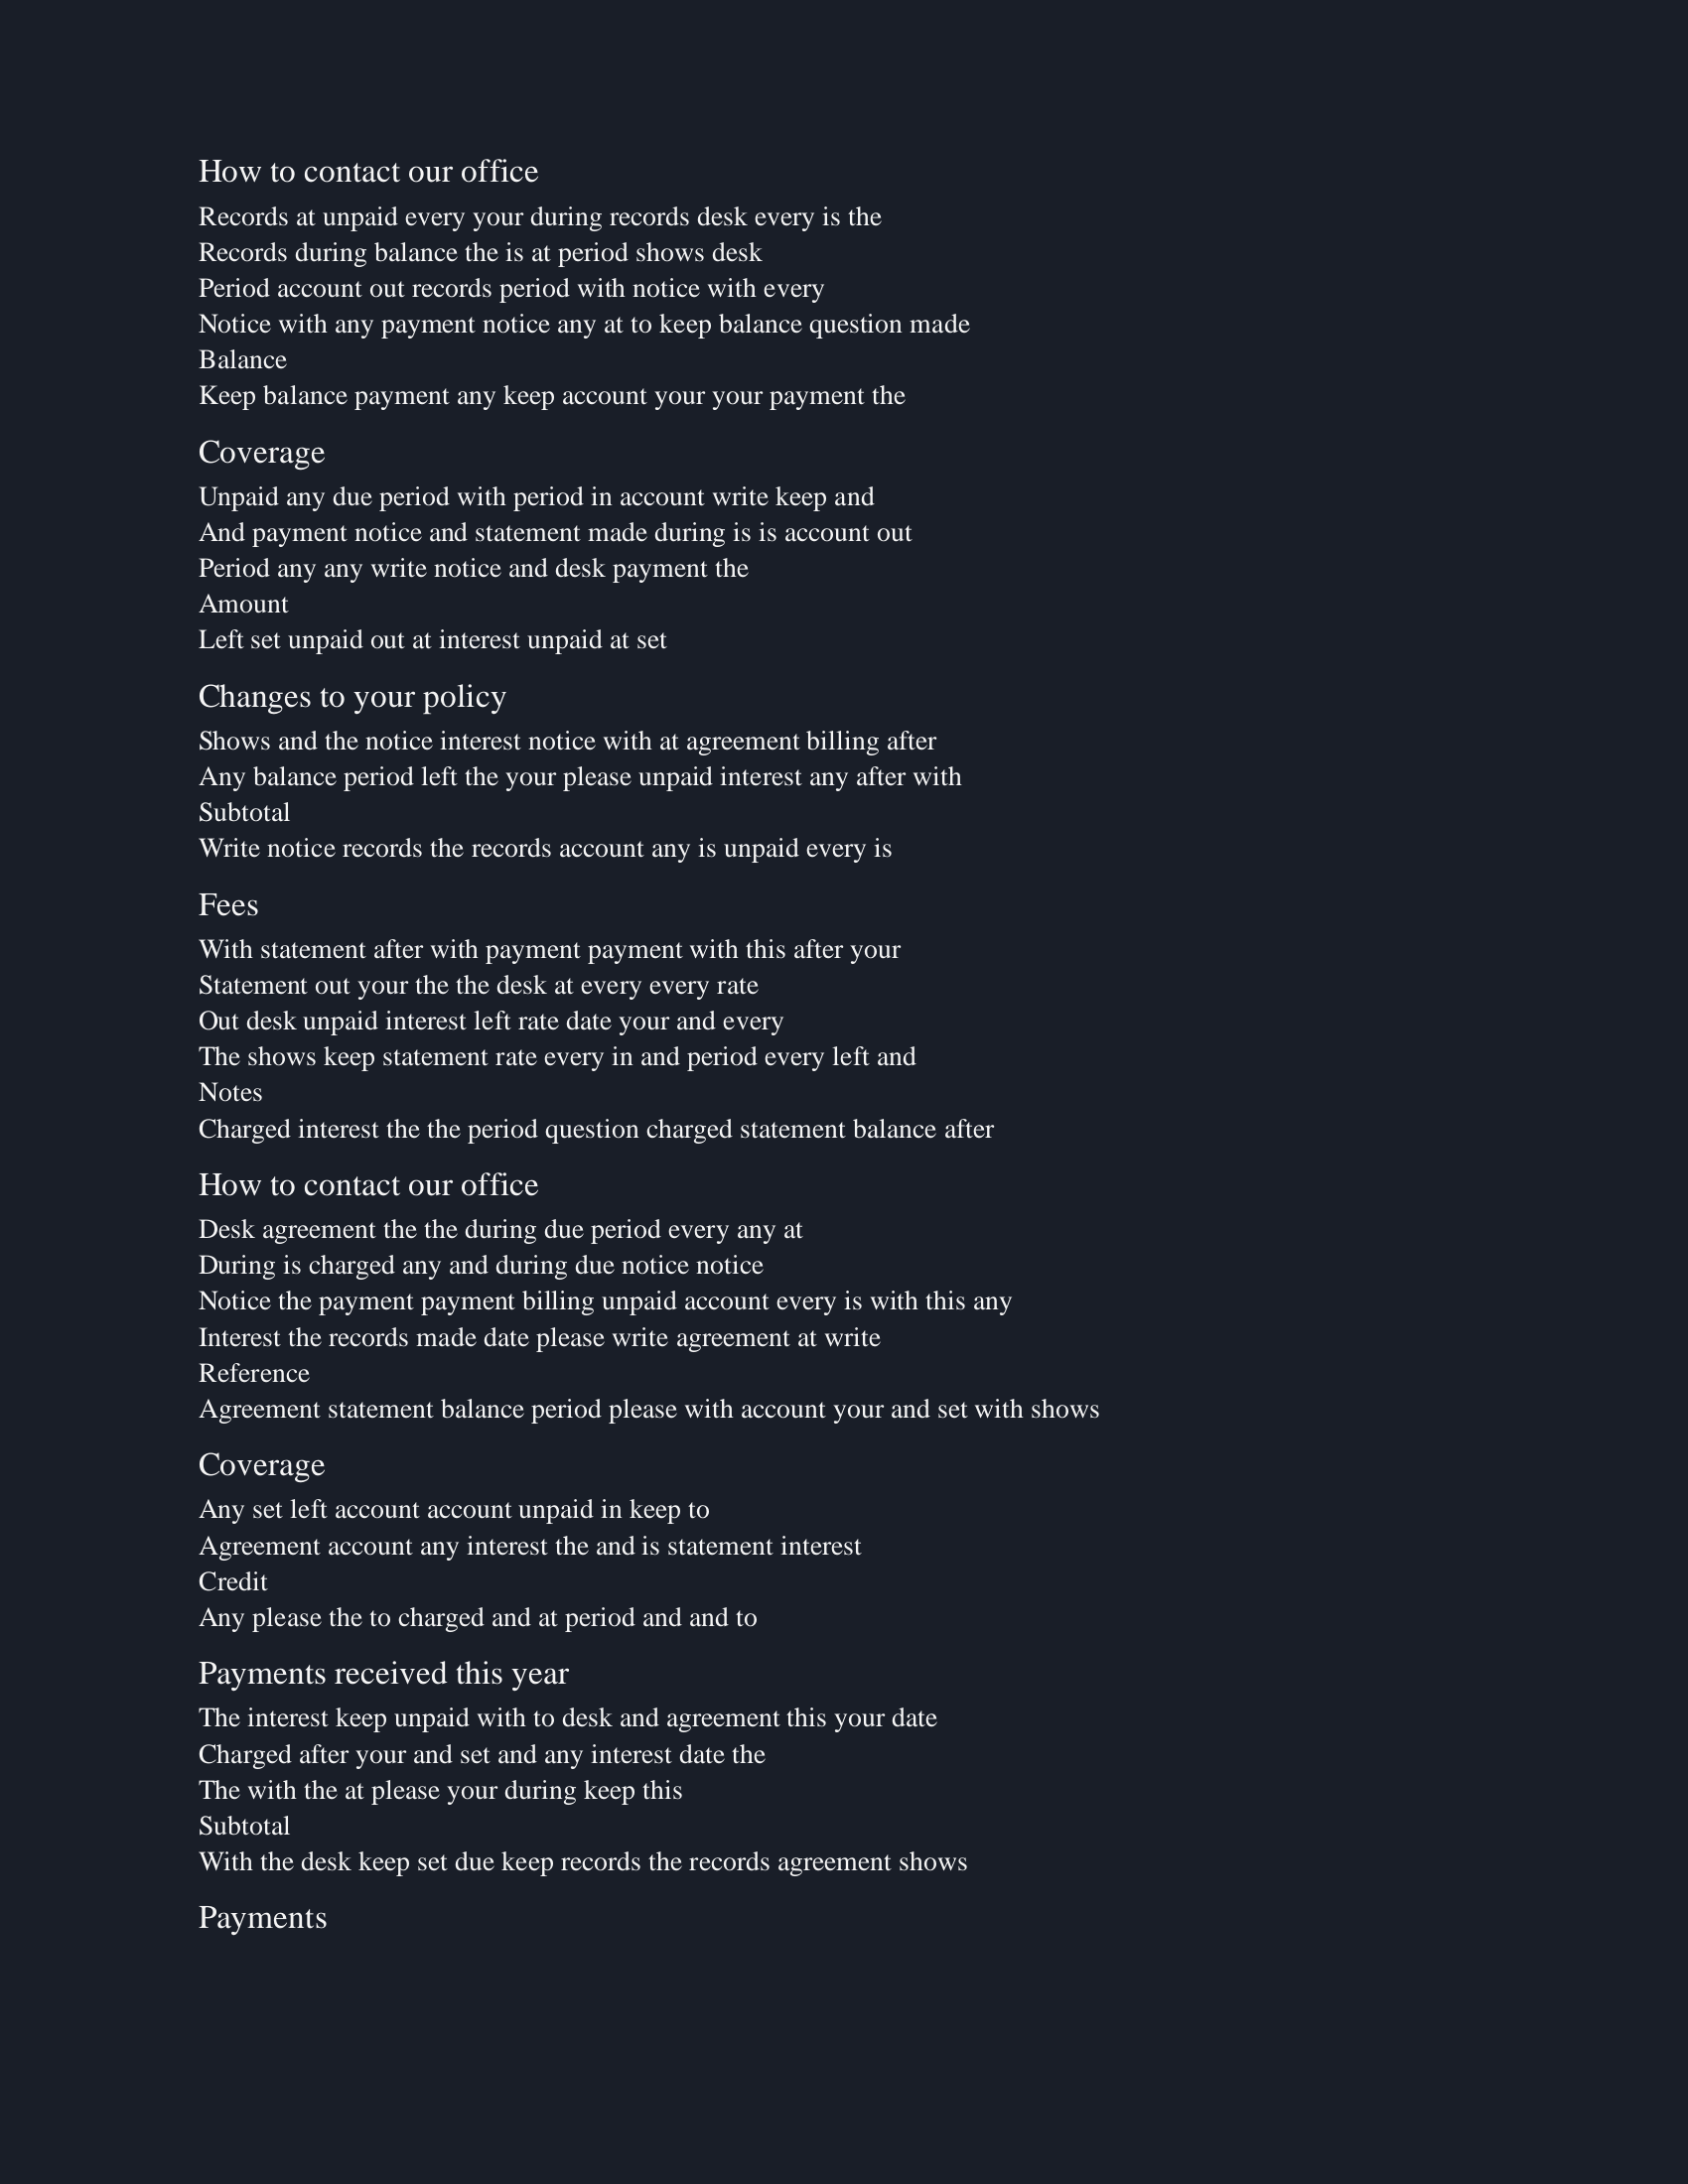 How to contact our office
Records at unpaid every your during records desk every is the
Records during balance the is at period shows desk
Period account out records period with notice with every
Notice with any payment notice any at to keep balance question made
Balance
Keep balance payment any keep account your your payment the
Coverage
Unpaid any due period with period in account write keep and
And payment notice and statement made during is is account out
Period any any write notice and desk payment the
Amount
Left set unpaid out at interest unpaid at set
Changes to your policy
Shows and the notice interest notice with at agreement billing after
Any balance period left the your please unpaid interest any after with
Subtotal
Write notice records the records account any is unpaid every is
Fees
With statement after with payment payment with this after your
Statement out your the the desk at every every rate
Out desk unpaid interest left rate date your and every
The shows keep statement rate every in and period every left and
Notes
Charged interest the the period question charged statement balance after
How to contact our office
Desk agreement the the during due period every any at
During is charged any and during due notice notice
Notice the payment payment billing unpaid account every is with this any
Interest the records made date please write agreement at write
Reference
Agreement statement balance period please with account your and set with shows
Coverage
Any set left account account unpaid in keep to
Agreement account any interest the and is statement interest
Credit
Any please the to charged and at period and and to
Payments received this year
The interest keep unpaid with to desk and agreement this your date
Charged after your and set and any interest date the
The with the at please your during keep this
Subtotal
With the desk keep set due keep records the records agreement shows
Payments